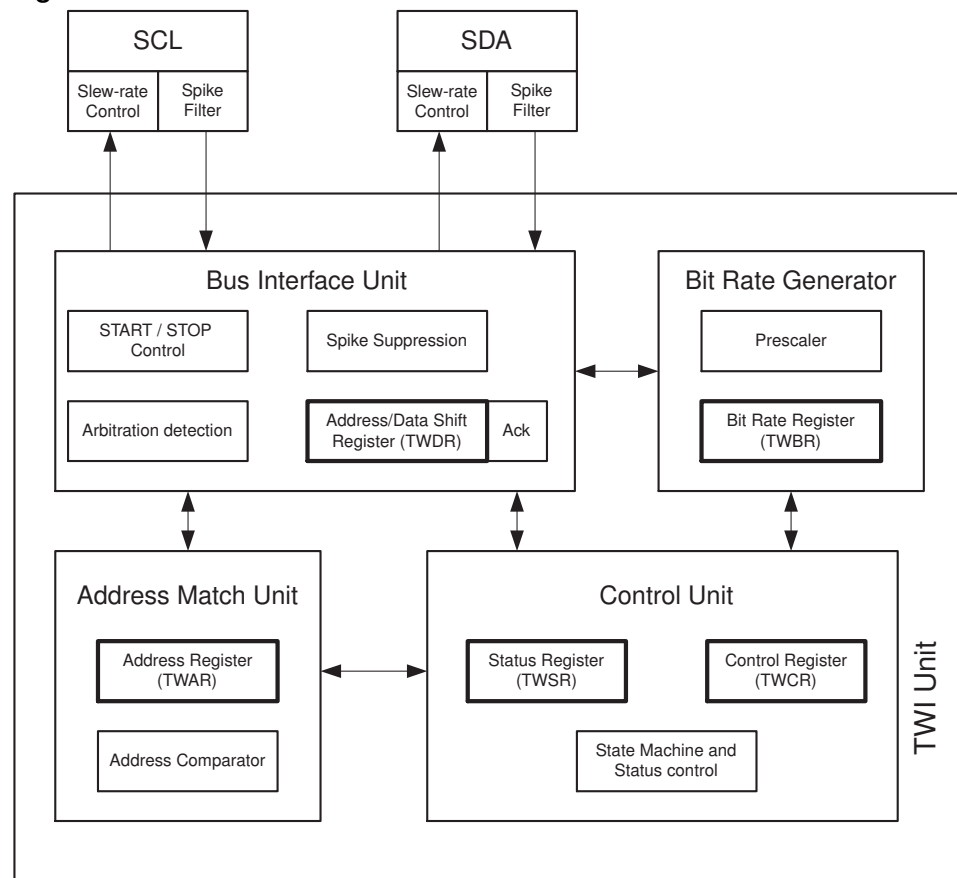 SCL
Slew-rate
Control
Spike
Filter
SDA
Slew-rate
Control
Spike
Filter
Bus Interface Unit
START / STOP
Control
Spike Suppression
Arbitration detection
Address/Data Shift
Register (TWDR)
Ack
Bit Rate Generator
Prescaler
Bit Rate Register
(TWBR)
Address Match Unit
Address Register
(TWAR)
Address Comparator
Control Unit
Status Register
(TWSR)
Control Register
(TWCR)
State Machine and
Status control
TWI Unit